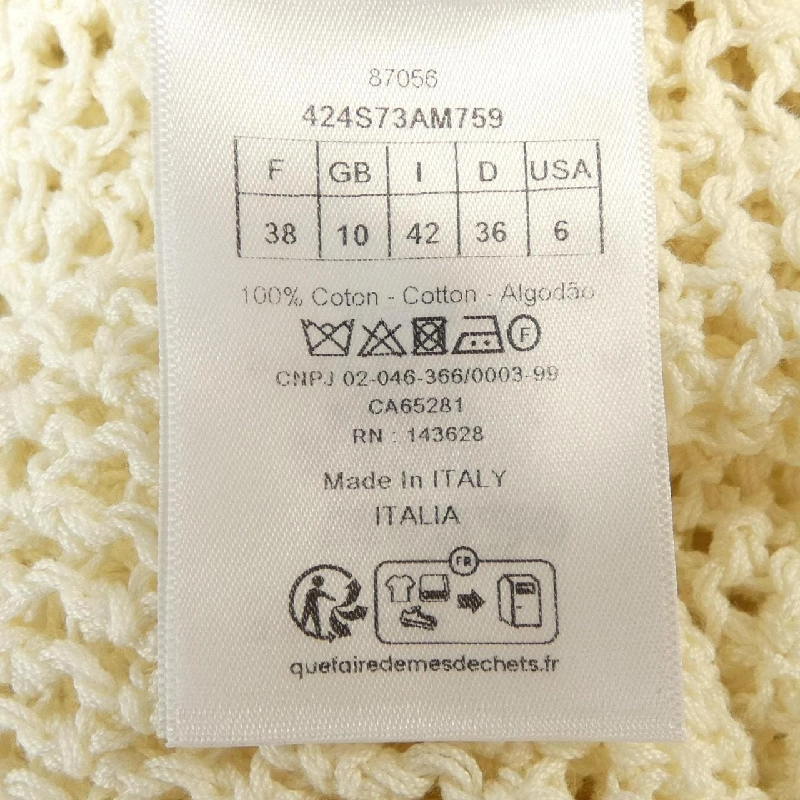 87056
424S73AM759
F GB I D USA
38 10 42 36 6
100% Coton - Cotton - Algodão
F
CNPJ 02-046-366/0003-99
CA65281
RN : 143628
Made In ITALY
ITALIA
FR
quefairedemesdechets.fr